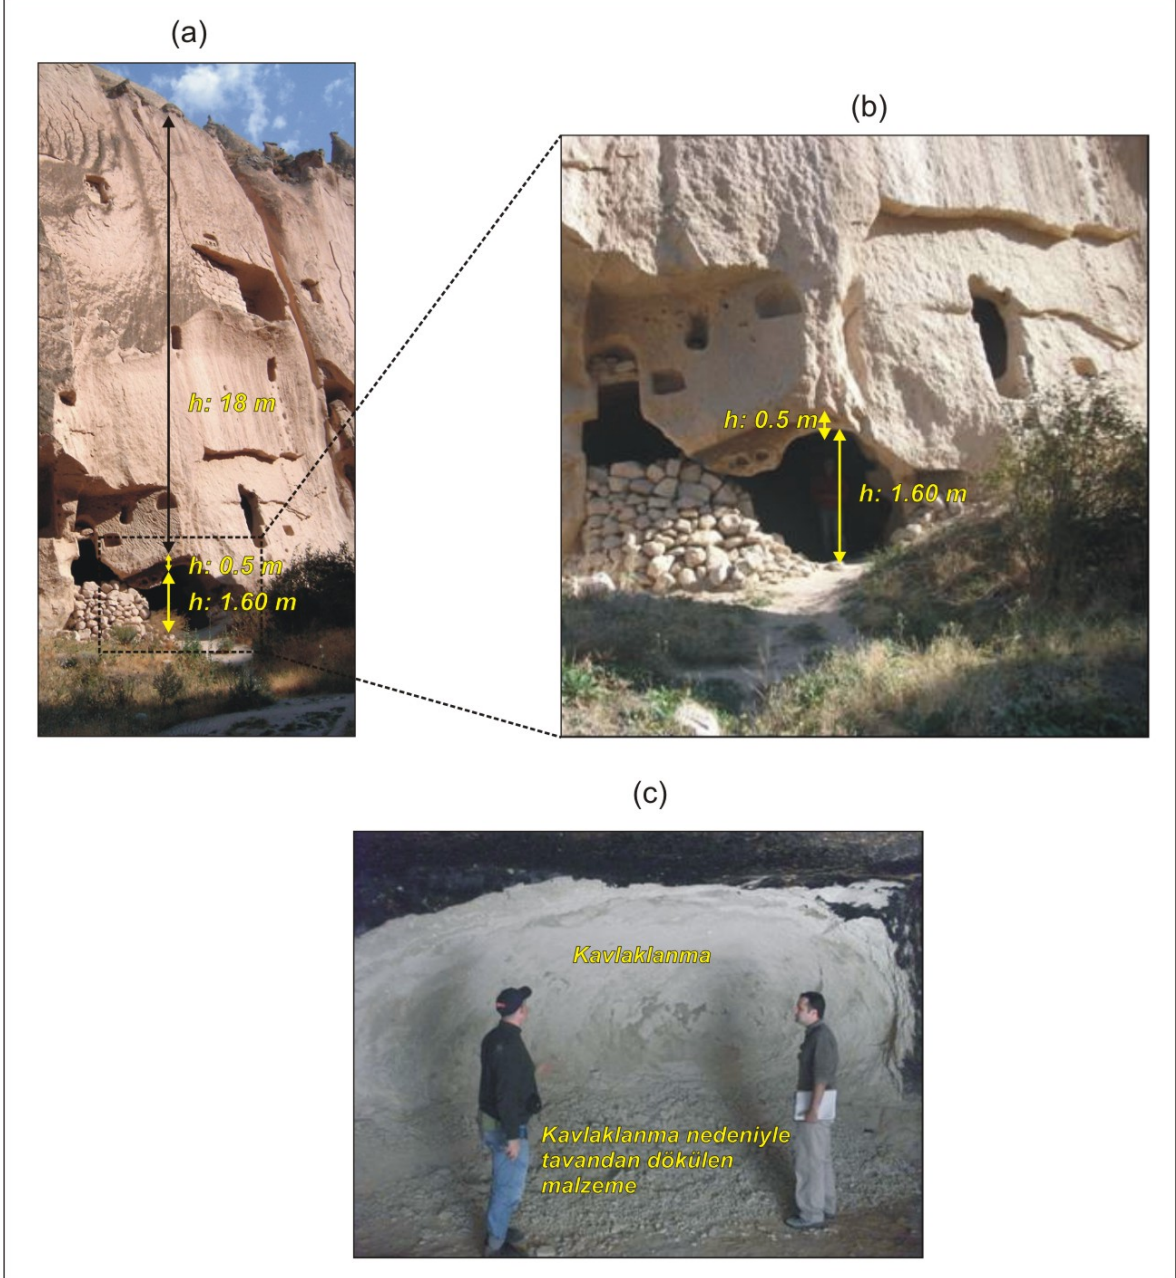 (a)
(b)
h: 18 m
h: 0.5 m
h: 1.60 m
h: 0.5 m
h: 1.60 m
(c)
Kavlaklanma
Kavlaklanma nedeniyle
tavandan dökülen
malzeme